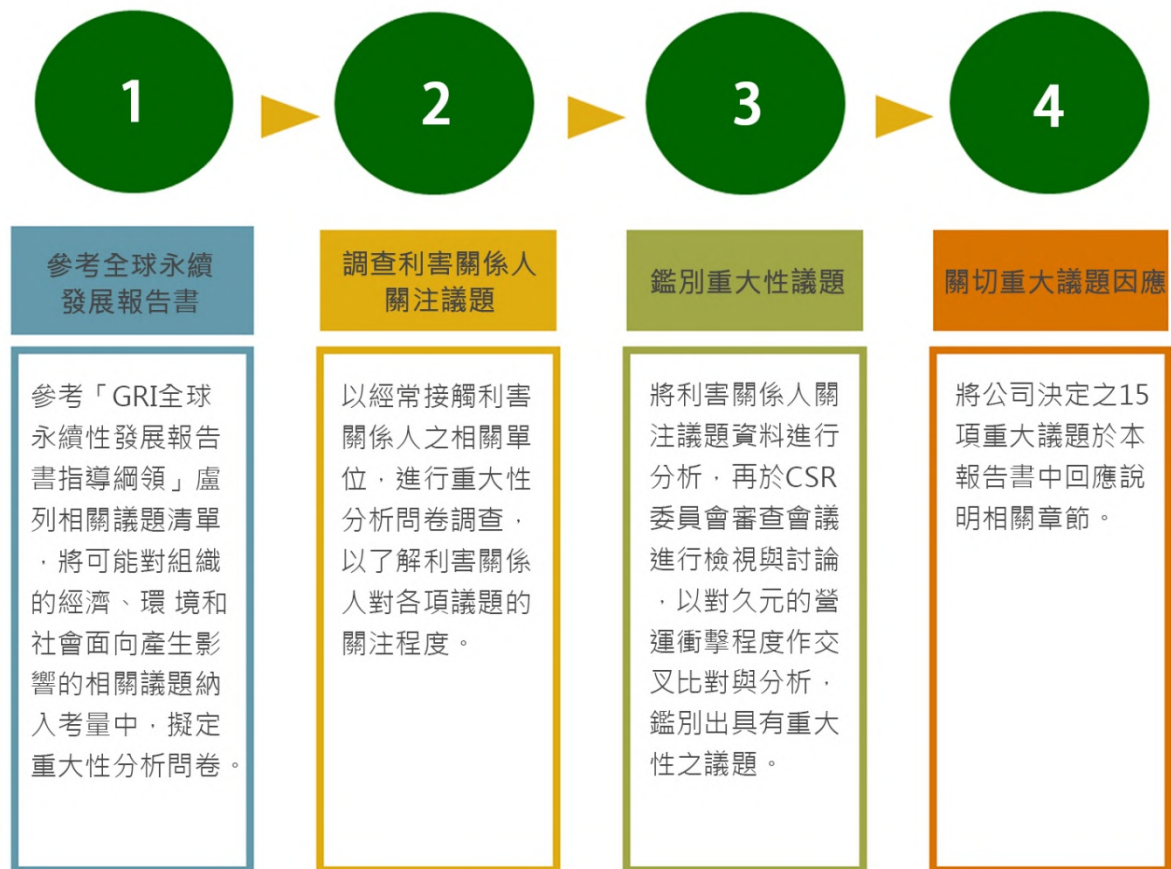 1
2
3
4
參考全球永續
發展報告書
參考「GRI全球
永續性發展報告
書指導綱領」盧
列相關議題清單
，將可能對組織
的經濟、環 境和
社會面向產生影
響的相關議題納
入考量中，擬定
重大性分析問卷。
調查利害關係人
關注議題
以經常接觸利害
關係人之相關單
位，進行重大性
分析問卷調查，
以了解利害關係
人對各項議題的
關注程度。
鑑別重大性議題
將利害關係人關
注議題資料進行
分析，再於CSR
委員會審查會議
進行檢視與討論
，以對久元的營
運衝擊程度作交
叉比對與分析，
鑑別出具有重大
性之議題。
關切重大議題因應
將公司決定之15
項重大議題於本
報告書中回應說
明相關章節。